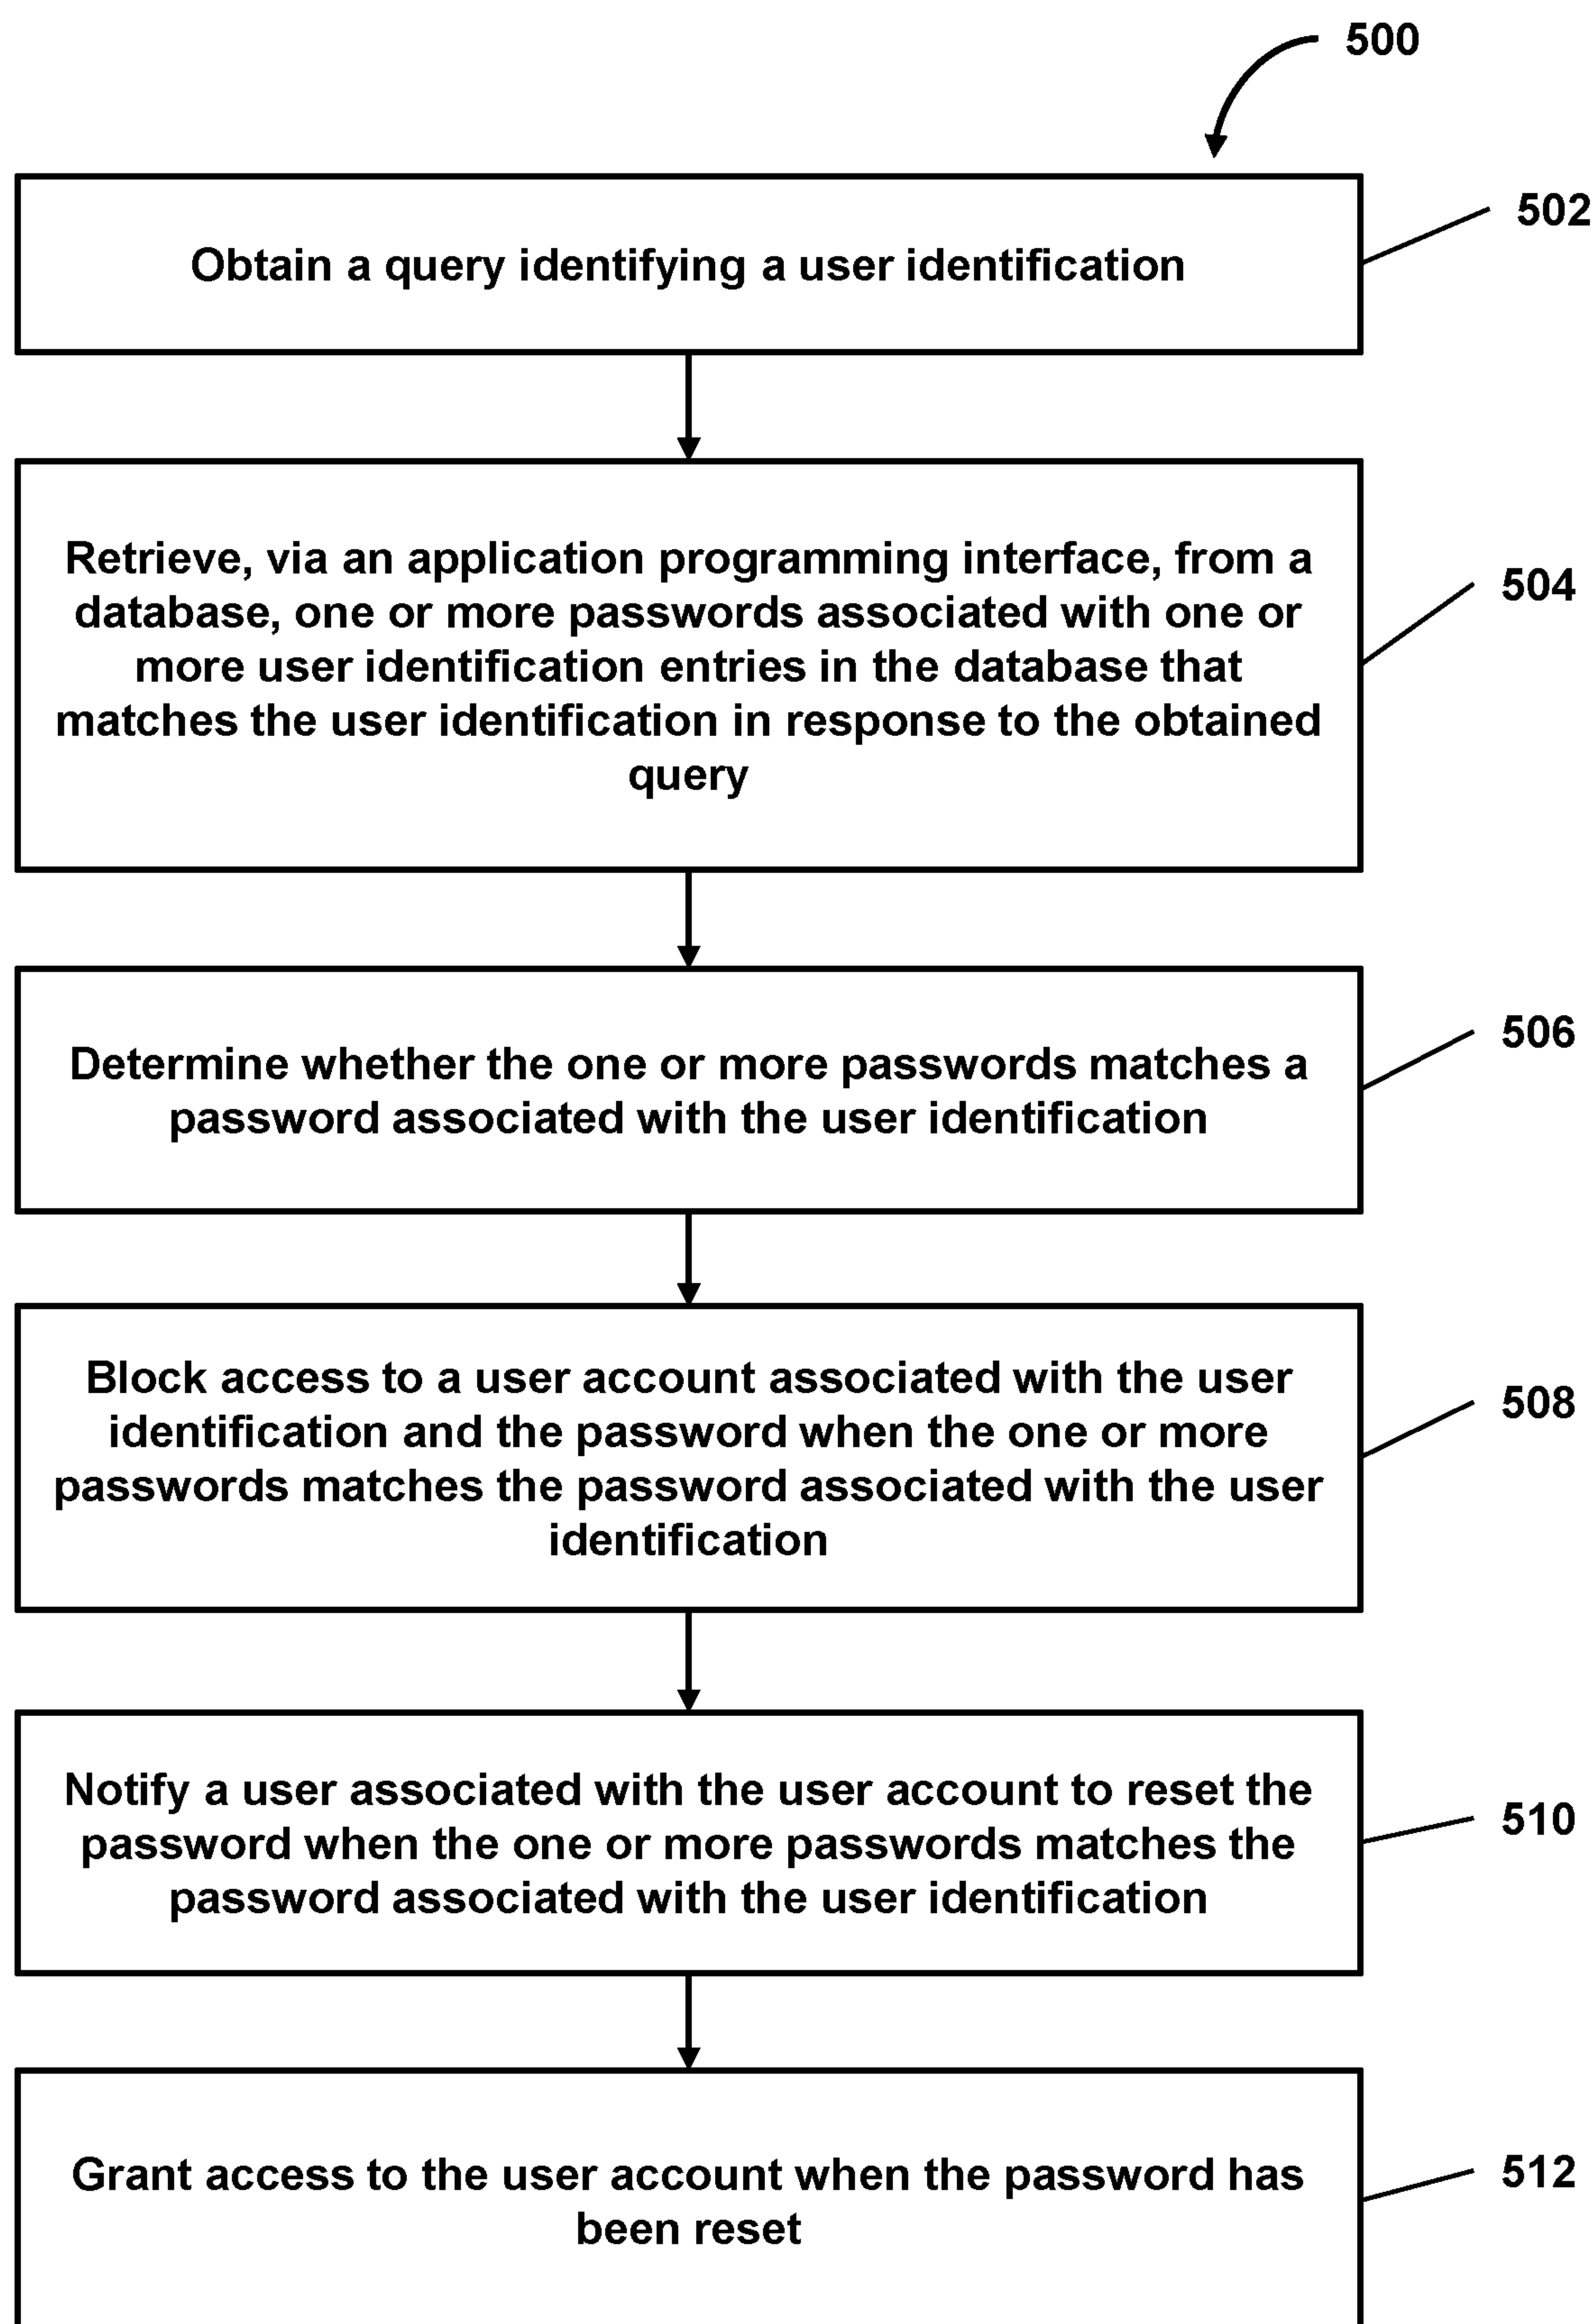 500
502
Obtain a query identifying a user identification
Retrieve, via an application programming interface, from a
database, one or more passwords associated with one or
more user identification entries in the database that
matches the user identification in response to the obtained
query
504
Determine whether the one or more passwords matches a
password associated with the user identification
506
Block access to a user account associated with the user
identification and the password when the one or more
passwords matches the password associated with the user
identification
508
Notify a user associated with the user account to reset the
password when the one or more passwords matches the
password associated with the user identification
510
Grant access to the user account when the password has
been reset
512